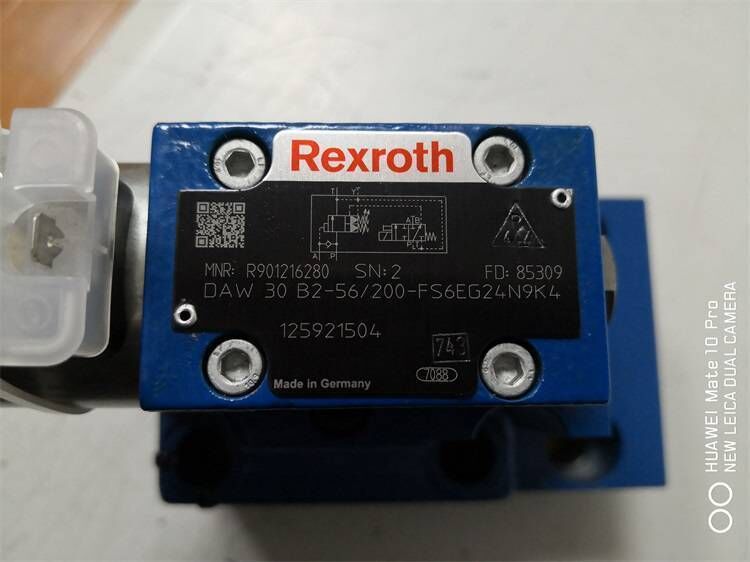 Rexroth
T Y
A B
A P
P T
MNR: R901216280 SN: 2 FD: 85309
DAW 30 B2-56/200-FS6EG24N9K4
125921504
743
7088
Made in Germany
HUAWEI Mate 10 Pro
NEW LEICA DUAL CAMERA